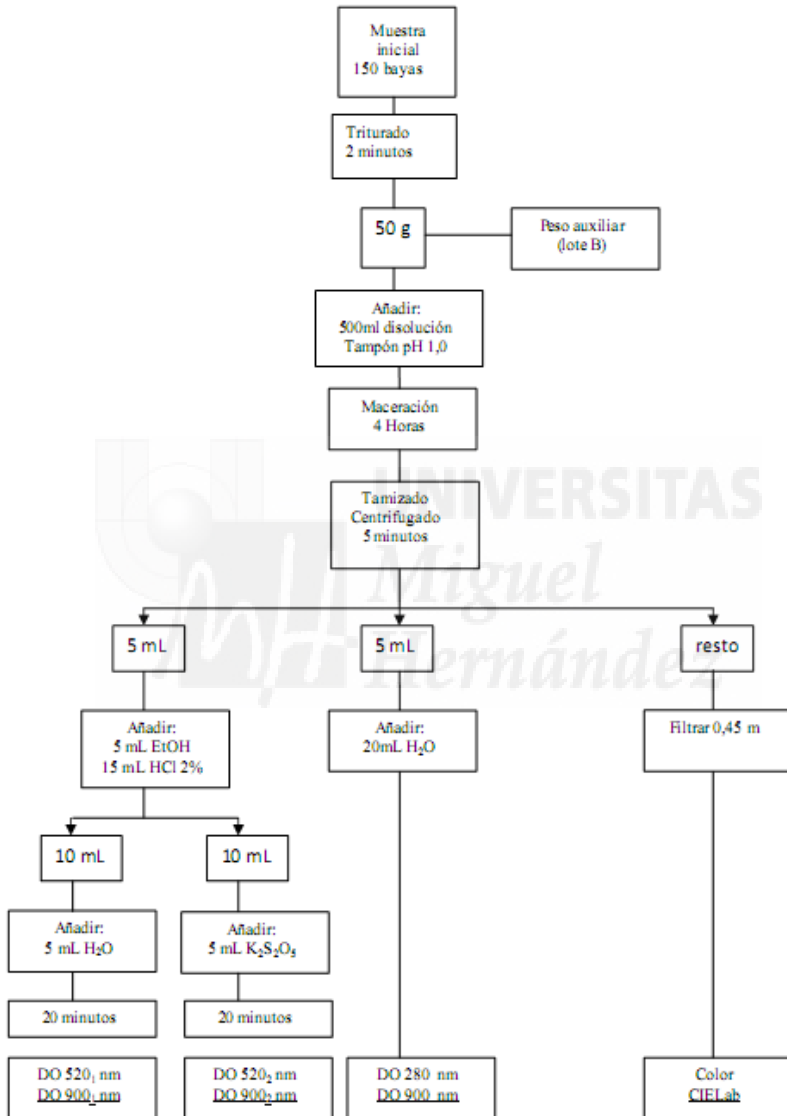 Muestra
inicial
150 bayas
Triturado
2 minutos
50 g
Peso auxiliar
(lote B)
Añadir:
500ml disolución
Tampón pH 1,0
Maceración
4 Horas
Tamizado
Centrifugado
5 minutos
UNIVERSITAS
Miguel
Hernández
5 mL
5 mL
resto
Añadir:
5 mL EtOH
15 mL HCl 2%
Añadir:
20mL H₂O
Filtrar 0,45 m
10 mL
10 mL
Añadir:
5 mL H₂O
Añadir:
5 mL K₂S₂O₅
20 minutos
20 minutos
DO 520₁ nm
DO 900₁ nm
DO 520₂ nm
DO 900₂ nm
DO 280 nm
DO 900 nm
Color
CIELab